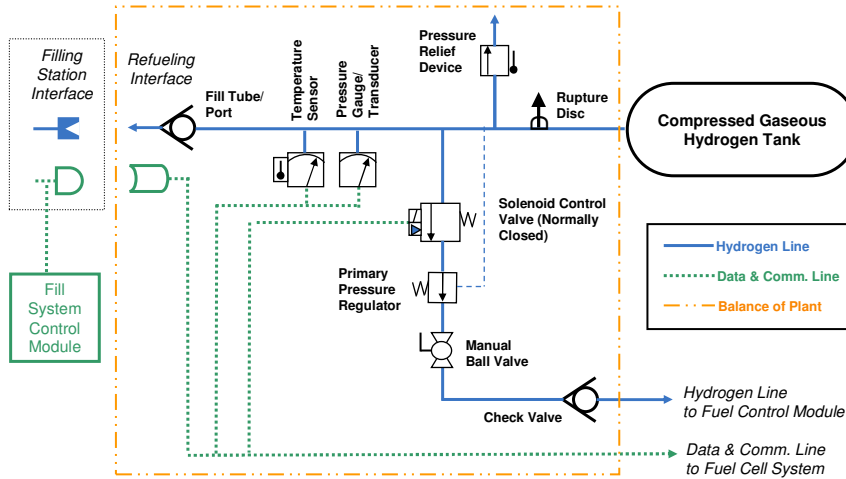 Filling
Station
Interface
Refueling
Interface
Fill Tube/
Port
Temperature
Sensor
Pressure
Gauge/
Transducer
Pressure
Relief
Device
Rupture
Disc
Compressed Gaseous
Hydrogen Tank
Solenoid Control
Valve (Normally
Closed)
Primary
Pressure
Regulator
Manual
Ball Valve
Check Valve
Fill
System
Control
Module
Hydrogen Line
Data & Comm. Line
Balance of Plant
Hydrogen Line
to Fuel Control Module
Data & Comm. Line
to Fuel Cell System